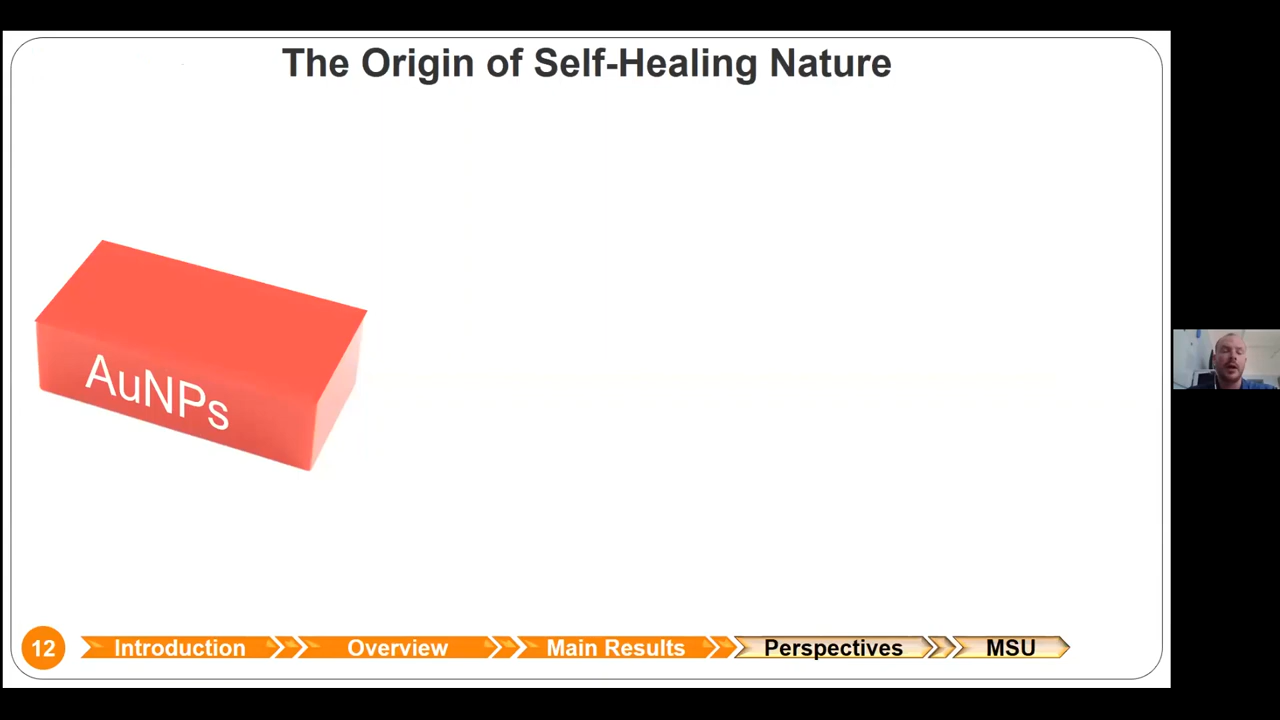 The Origin of Self-Healing Nature
AuNPs
12
Introduction
Overview
Main Results
Perspectives
MSU